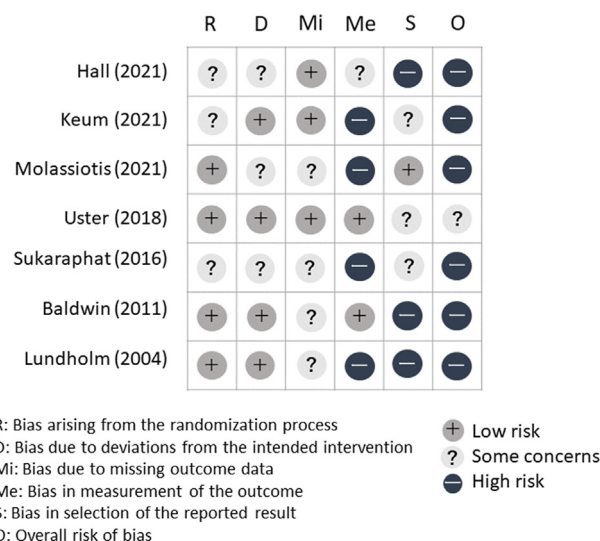 R D Mi Me S O
Hall (2021) ? ? + ? − −
Keum (2021) ? + + − ? −
Molassiotis (2021) + ? ? − + −
Uster (2018) + + + + ? ?
Sukaraphat (2016) ? ? ? − ? −
Baldwin (2011) + + ? + − −
Lundholm (2004) + + ? − − −
R: Bias arising from the randomization process
D: Bias due to deviations from the intended intervention
Mi: Bias due to missing outcome data
Me: Bias in measurement of the outcome
S: Bias in selection of the reported result
O: Overall risk of bias
+ Low risk
? Some concerns
− High risk